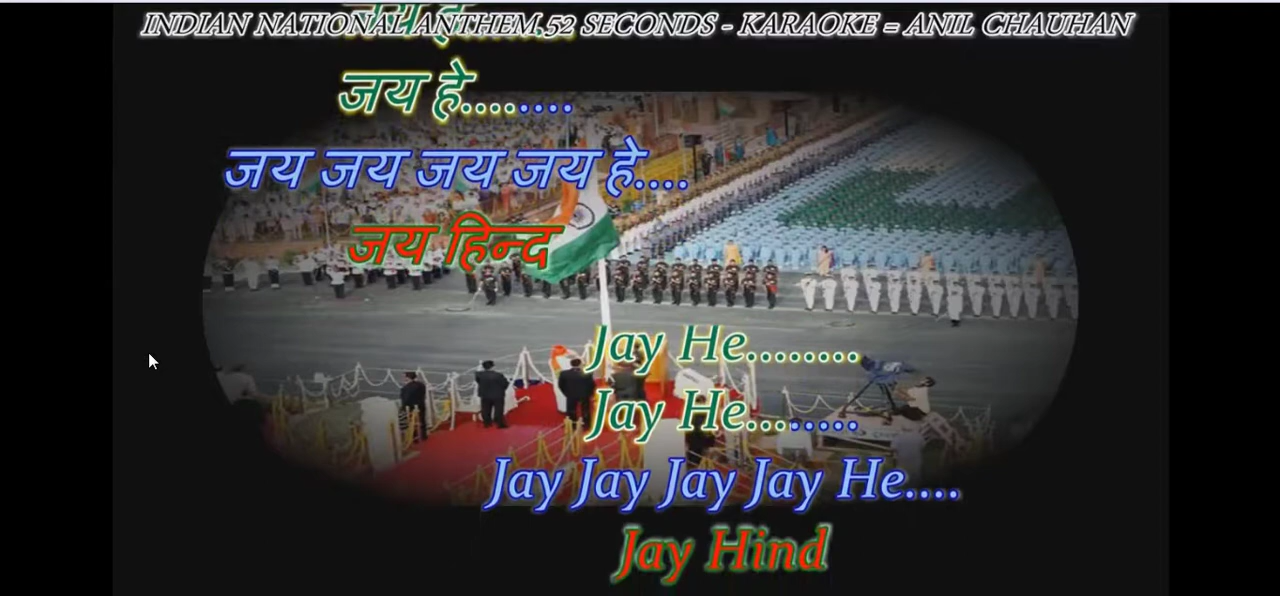 INDIAN NATIONAL ANTHEM 52 SECONDS - KARAOKE = ANIL CHAUHAN
जय हे....
जय हे.........
जय जय जय जय हे....
जय हिन्द
Jay He........
Jay He........
Jay Jay Jay Jay He....
Jay Hind